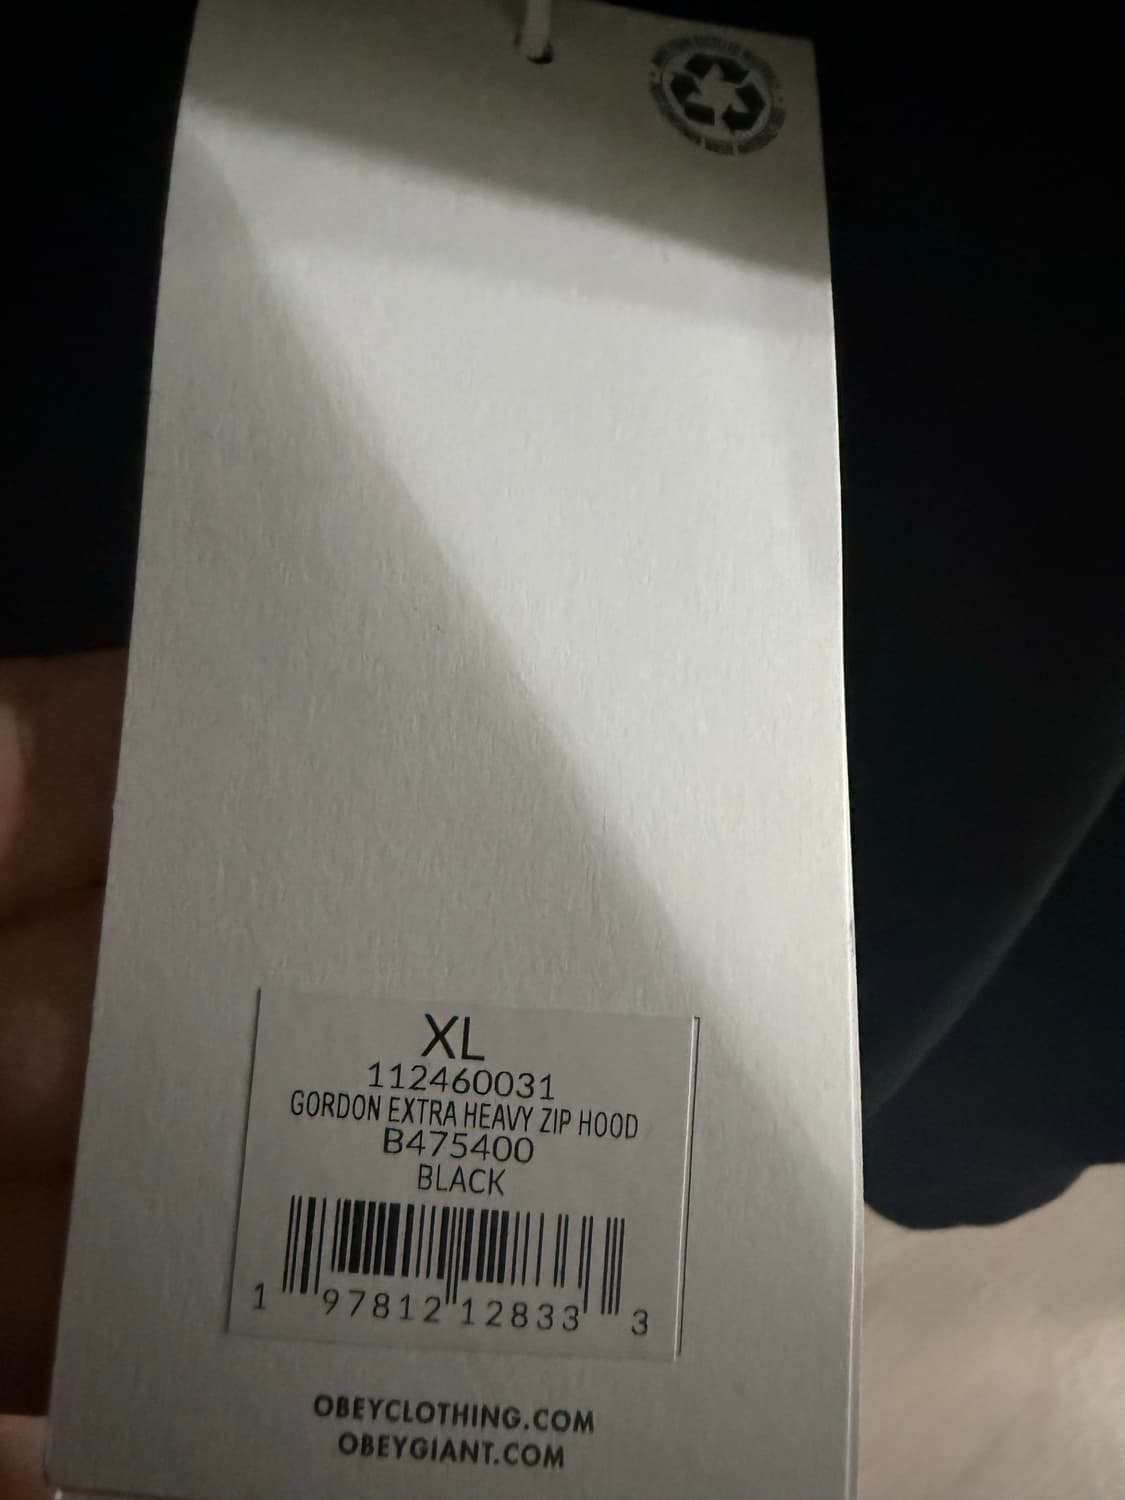 XL
112460031
GORDON EXTRA HEAVY ZIP HOOD
B475400
BLACK
1 97812 12833 3
OBEYCLOTHING.COM
OBEYGIANT.COM